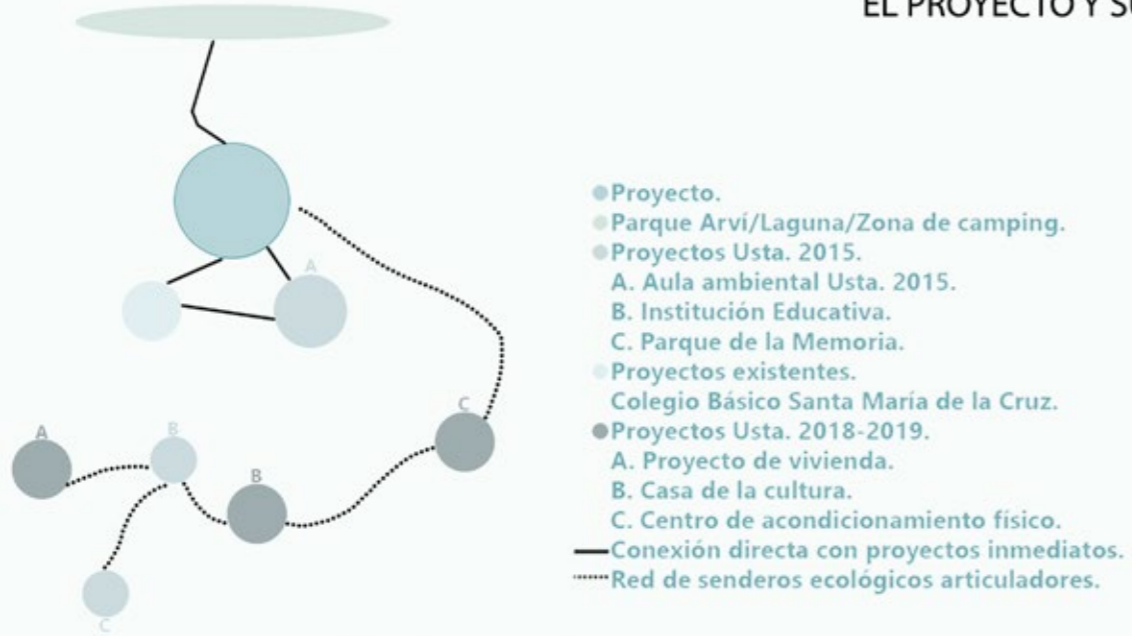 EL PROYECTO Y SU
Proyecto.
Parque Arví/Laguna/Zona de camping.
Proyectos Usta. 2015.
A. Aula ambiental Usta. 2015.
B. Institución Educativa.
C. Parque de la Memoria.
Proyectos existentes.
Colegio Básico Santa María de la Cruz.
Proyectos Usta. 2018-2019.
A. Proyecto de vivienda.
B. Casa de la cultura.
C. Centro de acondicionamiento físico.
Conexión directa con proyectos inmediatos.
Red de senderos ecológicos articuladores.
A
C
A
B
B
C